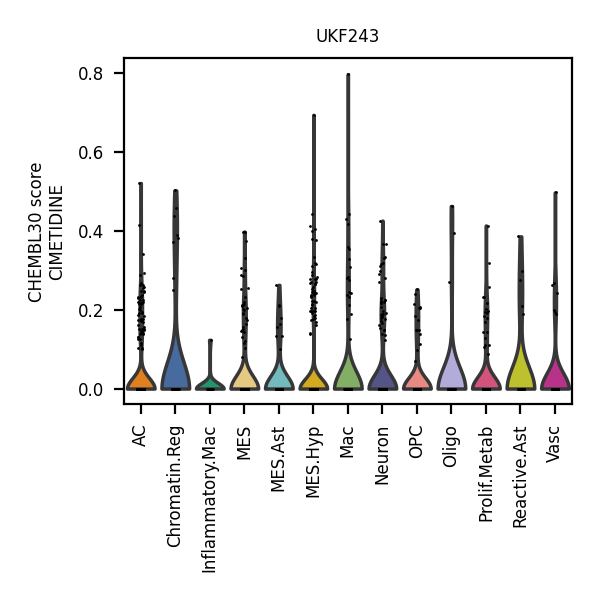 UKF243
CHEMBL30 score
CIMETIDINE
0.8
0.6
0.4
0.2
0.0
AC
Chromatin.Reg
Inflammatory.Mac
MES
MES.Ast
MES.Hyp
Mac
Neuron
OPC
Oligo
Prolif.Metab
Reactive.Ast
Vasc